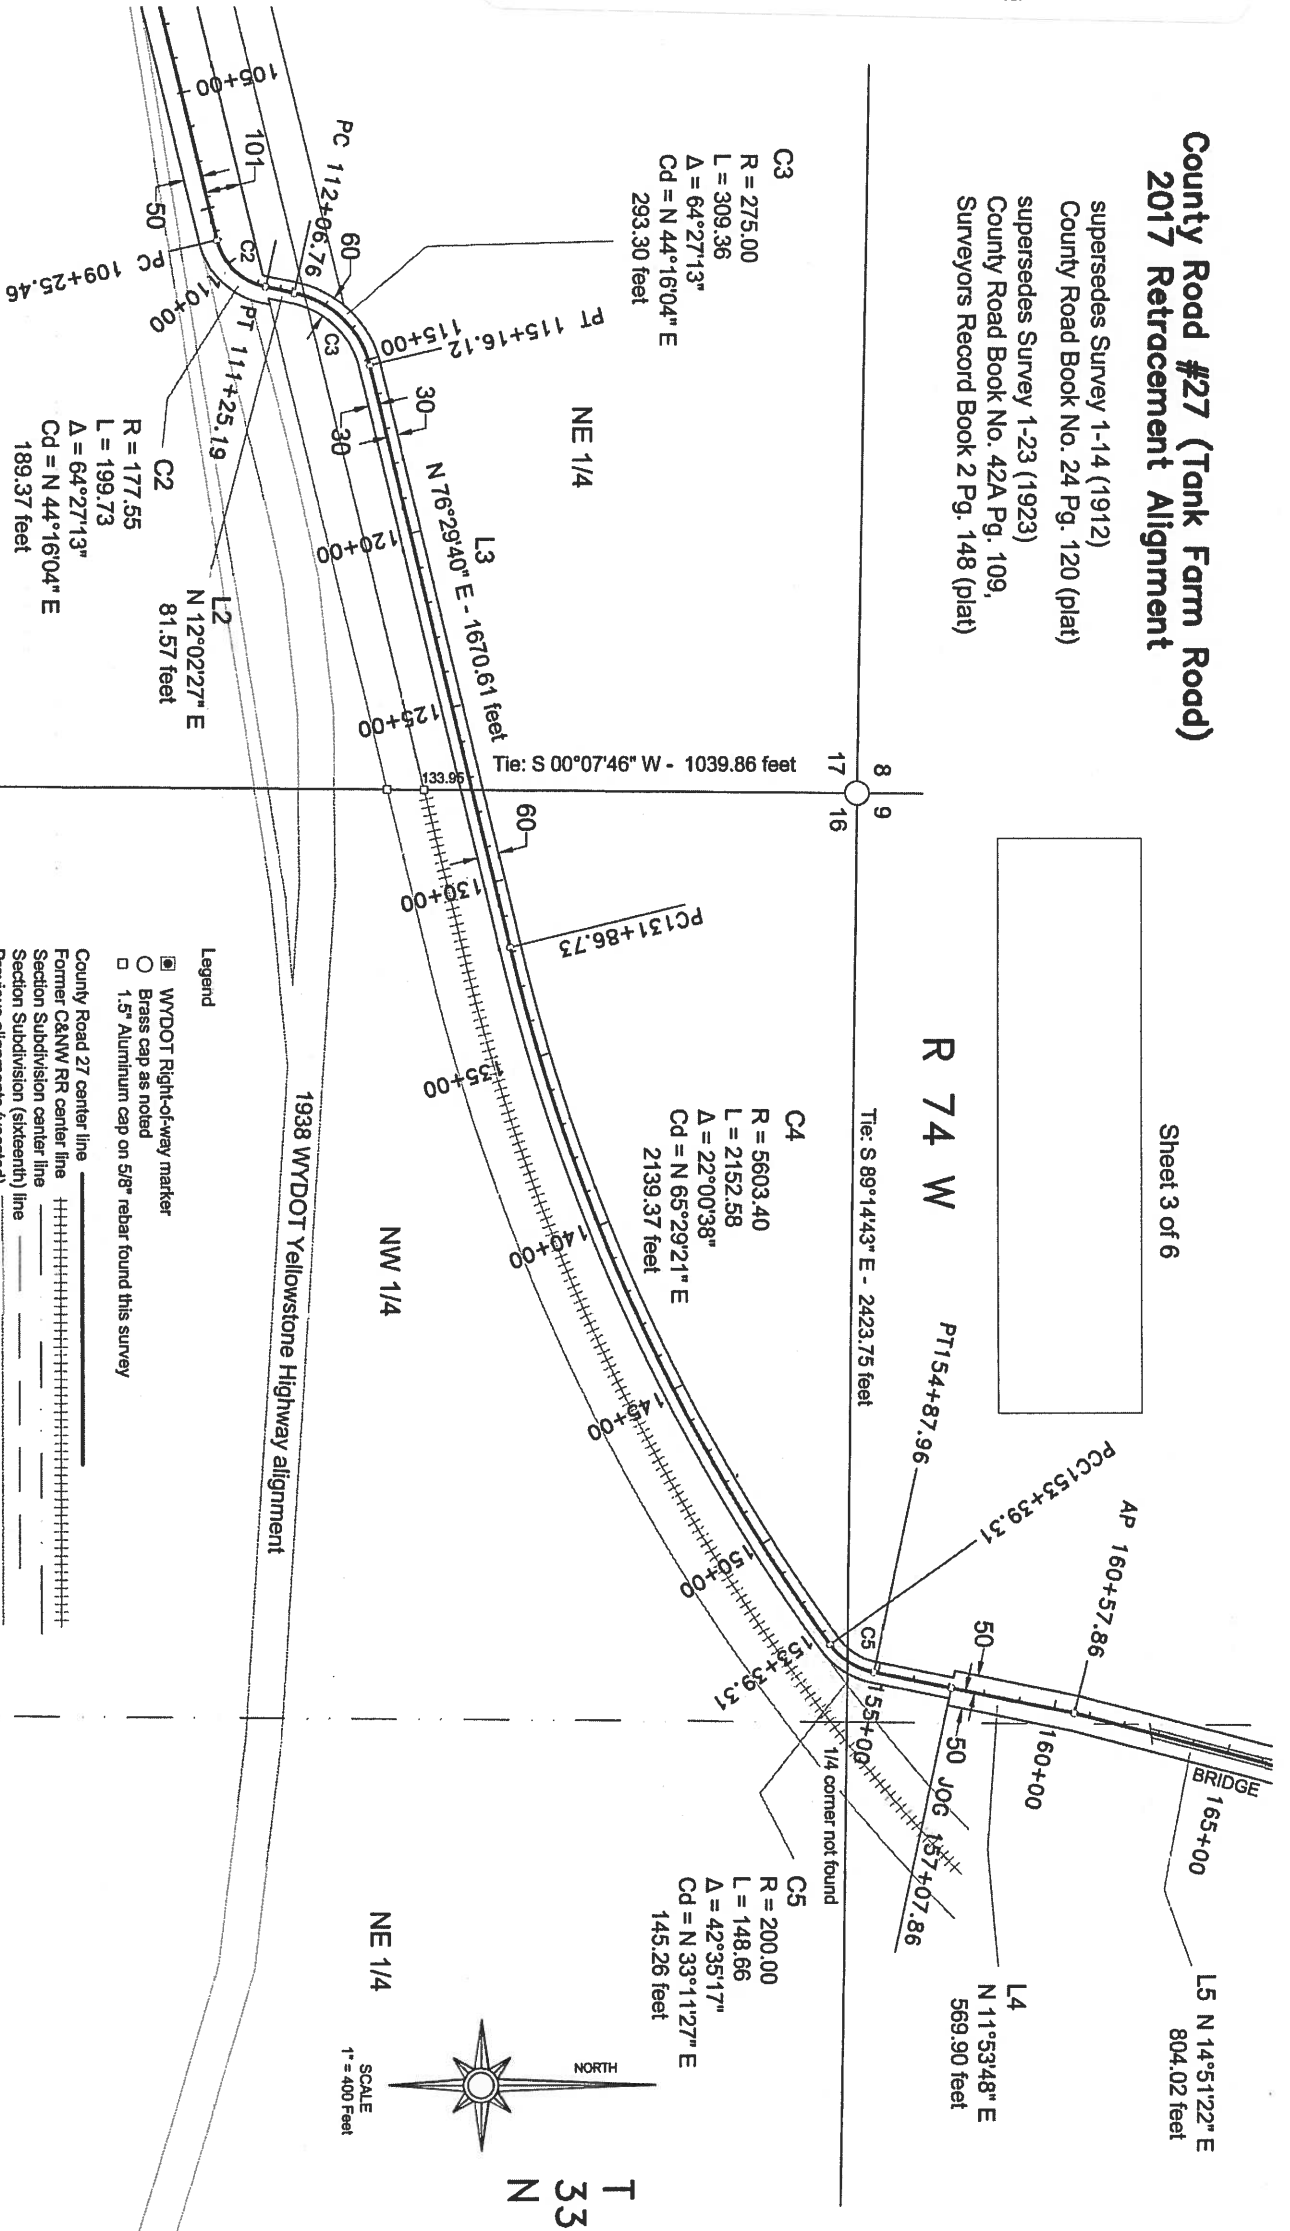 County Road #27 (Tank Farm Road)
2017 Retracement Alignment
supersedes Survey 1-14 (1912)
County Road Book No. 24 Pg. 120 (plat)
supersedes Survey 1-23 (1923)
County Road Book No. 42A Pg. 109,
Surveyors Record Book 2 Pg. 148 (plat)
Sheet 3 of 6
R 74 W
8
9
17
16
Tie: S 00°07'46" W - 1039.86 feet
Tie: S 89°14'43" E - 2423.75 feet
C3
R = 275.00
L = 309.36
Δ = 64°27'13"
Cd = N 44°16'04" E
293.30 feet
NE 1/4
PC 112+06.76
60
C3
PT 115+16.12
115+00
30
30
L3
N 76°29'40" E - 1670.61 feet
105+00
101
50
PC 109+25.46
C2
110+00
PT 111+25.19
C2
R = 177.55
L = 199.73
Δ = 64°27'13"
Cd = N 44°16'04" E
189.37 feet
L2
N 12°02'27" E
81.57 feet
120+00
125+00
133.95
60
130+00
PC131+86.73
135+00
140+00
145+00
150+00
153+39.31
C4
R = 5603.40
L = 2152.58
Δ = 22°00'38"
Cd = N 65°29'21" E
2139.37 feet
NW 1/4
PT154+87.96
PCC153+39.31
AP 160+57.86
C5
155+00
50
50
JOG 157+07.86
160+00
BRIDGE
165+00
1/4 corner not found
L5 N 14°51'22" E
804.02 feet
L4
N 11°53'48" E
569.90 feet
C5
R = 200.00
L = 148.66
Δ = 42°35'17"
Cd = N 33°11'27" E
145.26 feet
1938 WYDOT Yellowstone Highway alignment
NE 1/4
Legend
WYDOT Right-of-way marker
Brass cap as noted
1.5" Aluminum cap on 5/8" rebar found this survey
County Road 27 center line
Former C&NW RR center line
Section Subdivision center line
Section Subdivision (sixteenth) line
NORTH
SCALE
1" = 400 Feet
T
33
N